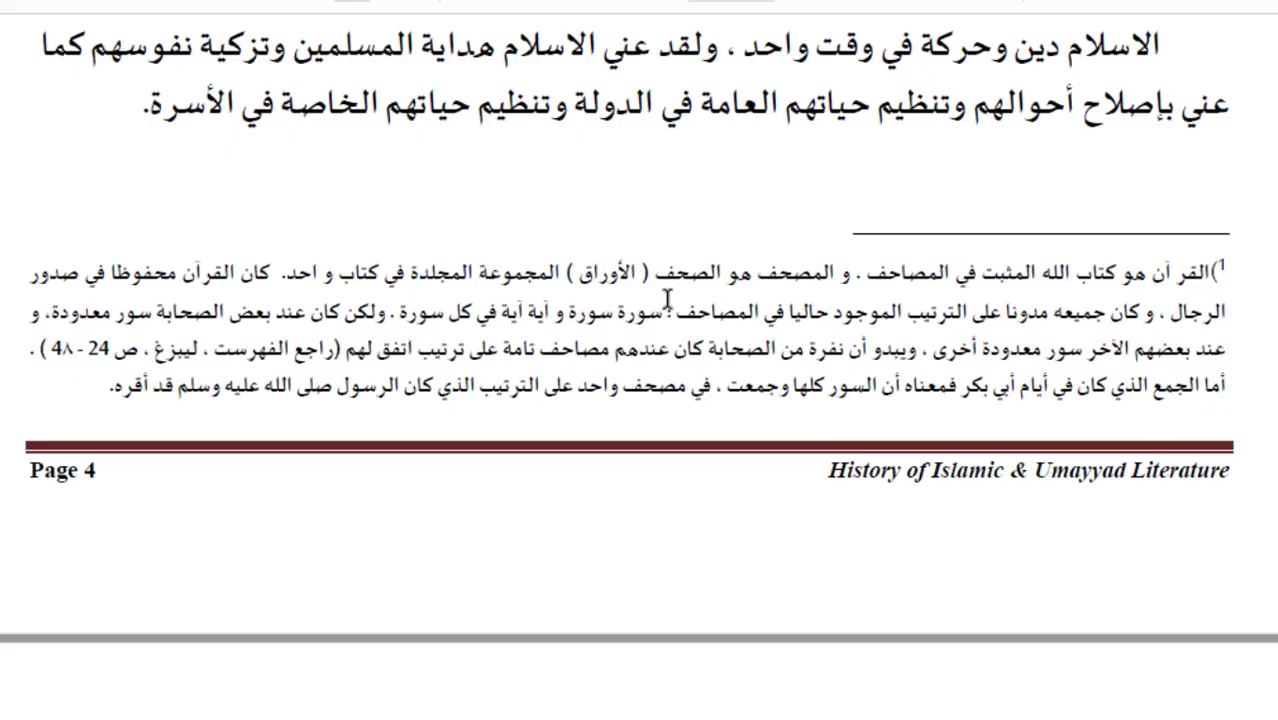 الاسلام دين وحركة في وقت واحد ، ولقد عني الاسلام هداية المسلمين وتزكية نفوسهم كما
عني بإصلاح أحوالهم وتنظيم حياتهم العامة في الدولة وتنظيم حياتهم الخاصة في الأسرة.
1)القر آن هو كتاب الله المثبت في المصاحف . و المصحف هو الصحف ( الأوراق ) المجموعة المجلدة في كتاب و احد. كان القرآن محفوظا في صدور
الرجال ، و كان جميعه مدونا على الترتيب الموجود حاليا في المصاحف : سورة سورة و آية آية في كل سورة . ولكن كان عند بعض الصحابة سور معدودة، و
عند بعضهم الآخر سور معدودة أخرى ، ويبدو أن نفرة من الصحابة كان عندهم مصاحف تامة على ترتيب اتفق لهم (راجع الفهرست ، ليبزغ ، ص 24 - ٤٨ ) .
أما الجمع الذي كان في أيام أبي بكر فمعناه أن السور كلها وجمعت ، في مصحف واحد على الترتيب الذي كان الرسول صلى الله عليه وسلم قد أقره.
Page 4 History of Islamic & Umayyad Literature